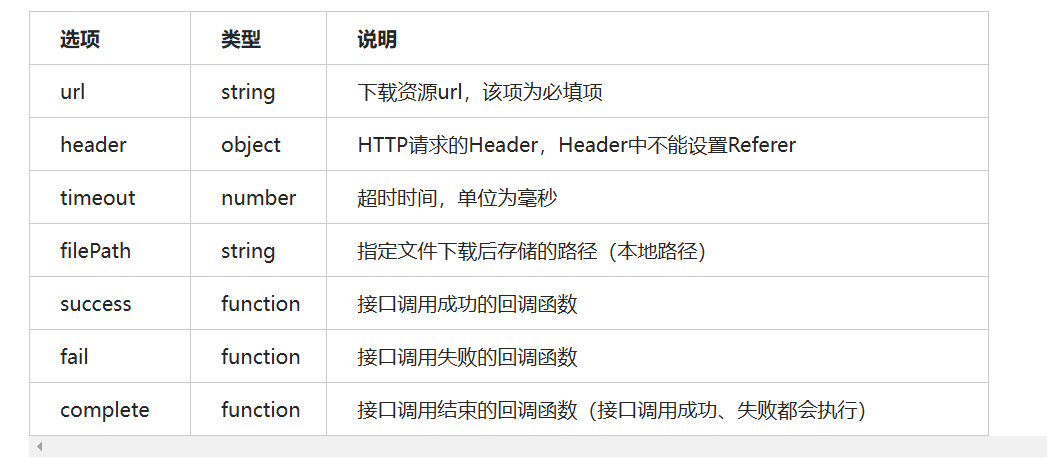 选项 类型 说明
url string 下载资源url，该项为必填项
header object HTTP请求的Header，Header中不能设置Referer
timeout number 超时时间，单位为毫秒
filePath string 指定文件下载后存储的路径（本地路径）
success function 接口调用成功的回调函数
fail function 接口调用失败的回调函数
complete function 接口调用结束的回调函数（接口调用成功、失败都会执行）